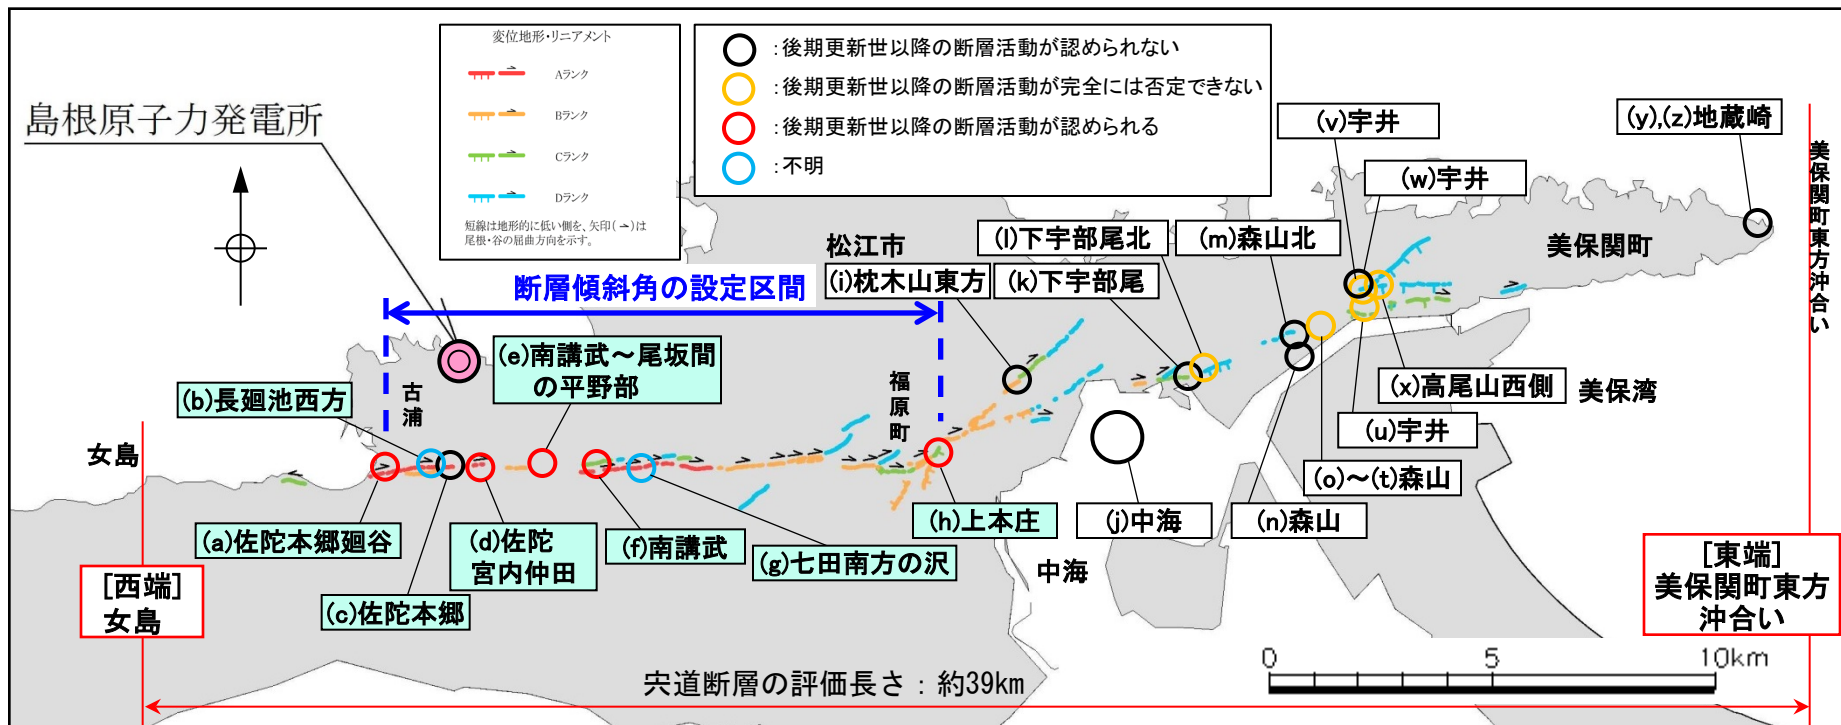 変位地形・リニアメント
Aランク
Bランク
Cランク
Dランク
短線は地形的に低い側を、矢印(→)は
尾根・谷の屈曲方向を示す。
:後期更新世以降の断層活動が認められない
:後期更新世以降の断層活動が完全には否定できない
:後期更新世以降の断層活動が認められる
:不明
島根原子力発電所
(v)宇井
(y),(z)地蔵崎
美保関町東方沖合い
(w)宇井
松江市
(l)下宇部尾北
(m)森山北
美保関町
断層傾斜角の設定区間
(i)枕木山東方
(k)下宇部尾
(e)南講武～尾坂間
の平野部
(b)長廻池西方
古浦
福原町
(x)高尾山西側
美保湾
(u)宇井
女島
(o)～(t)森山
(a)佐陀本郷廻谷
(d)佐陀
宮内仲田
(f)南講武
(g)七田南方の沢
(h)上本庄
(j)中海
(n)森山
中海
[西端]
女島
(c)佐陀本郷
[東端]
美保関町東方
沖合い
0 5 10km
宍道断層の評価長さ：約39km